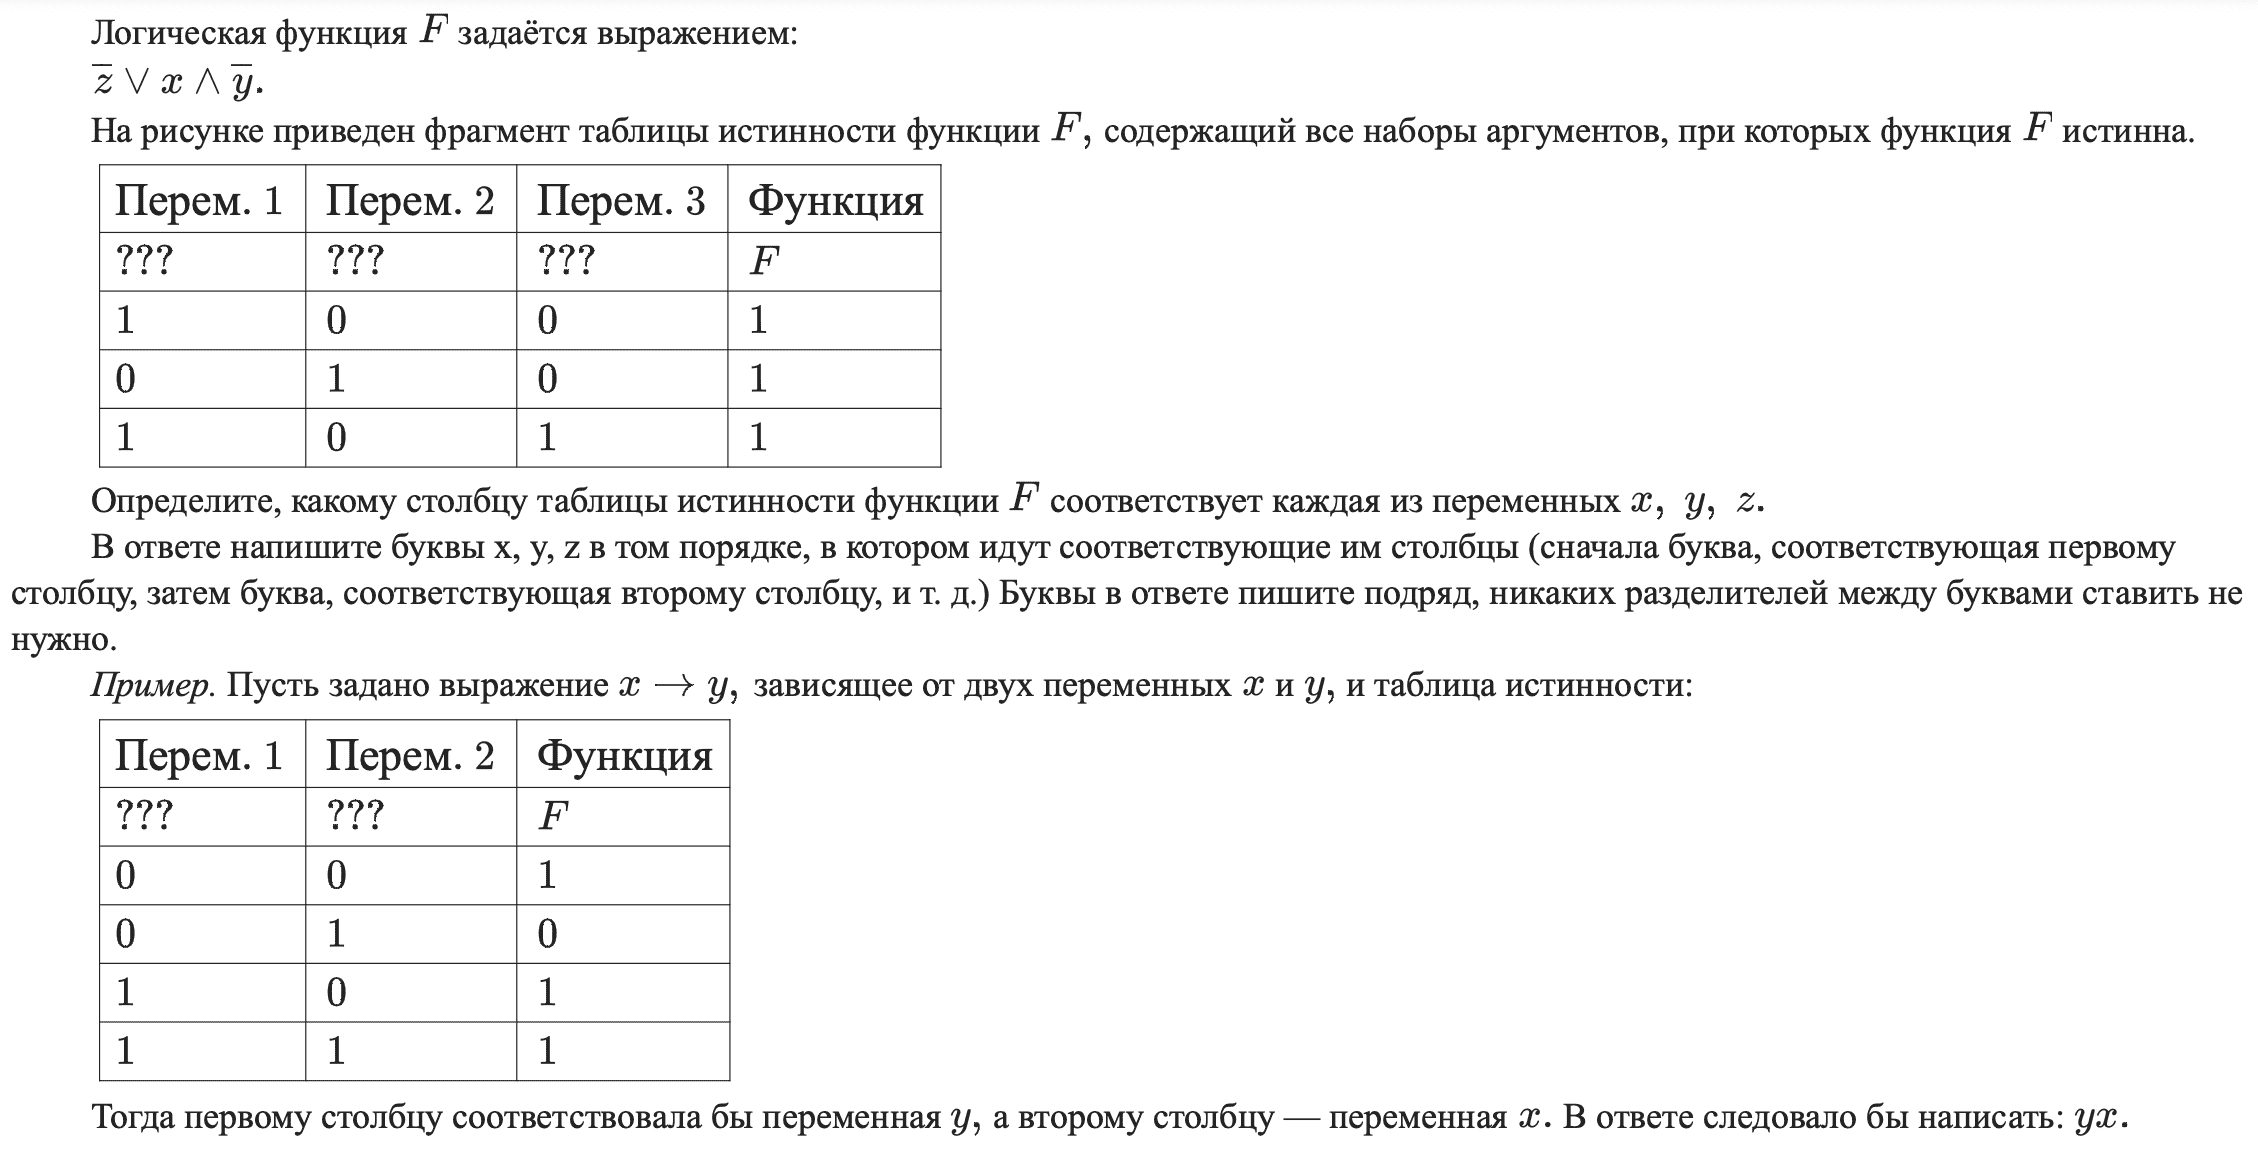 Логическая функция F задаётся выражением:
z̅ ∨ x ∧ y̅.
На рисунке приведен фрагмент таблицы истинности функции F, содержащий все наборы аргументов, при которых функция F истинна.
Перем. 1 Перем. 2 Перем. 3 Функция
??? ??? ??? F
1 0 0 1
0 1 0 1
1 0 1 1
Определите, какому столбцу таблицы истинности функции F соответствует каждая из переменных x, y, z.
В ответе напишите буквы x, y, z в том порядке, в котором идут соответствующие им столбцы (сначала буква, соответствующая первому
столбцу, затем буква, соответствующая второму столбцу, и т. д.) Буквы в ответе пишите подряд, никаких разделителей между буквами ставить не
нужно.
Пример. Пусть задано выражение x → y, зависящее от двух переменных x и y, и таблица истинности:
Перем. 1 Перем. 2 Функция
??? ??? F
0 0 1
0 1 0
1 0 1
1 1 1
Тогда первому столбцу соответствовала бы переменная y, а второму столбцу — переменная x. В ответе следовало бы написать: yx.